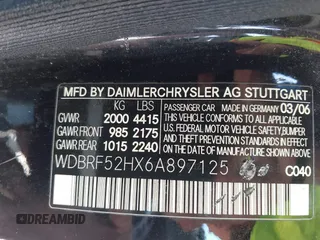 MFD BY DAIMLERCHRYSLER AG STUTTGART
KG LBS PASSENGER CAR MADE IN GERMANY 03/06
GVWR 2000 4415
GAWR FRONT 985 2175
GAWR REAR 1015 2240
THIS VEHICLE CONFORMS TO ALL
APPLICABLE U.S. FEDERAL MOTOR VEHICLE
SAFETY, BUMPER, AND THEFT PREVENTION
STANDARDS IN EFFECT ON THE DATE OF
MANUFACTURE SHOWN ABOVE
WDBRF52HX6A897125 C040
DREAMBID